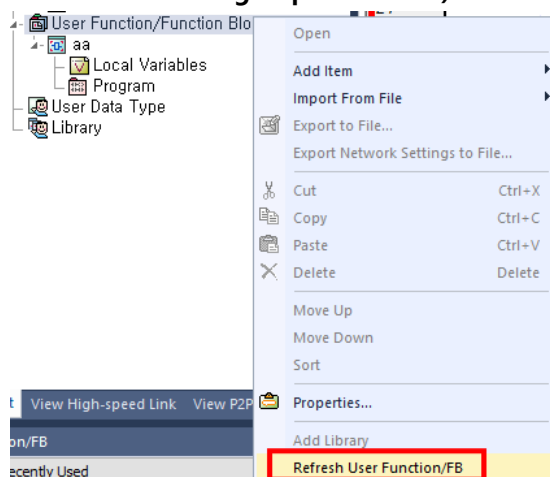 User Function/Function Blo
aa
Local Variables
Program
User Data Type
Library
Open
Add Item
Import From File
Export to File...
Export Network Settings to File...
Cut Ctrl+X
Copy Ctrl+C
Paste Ctrl+V
Delete Delete
Move Up
Move Down
Sort
Properties...
Add Library
Refresh User Function/FB
t View High-speed Link View P2P
on/FB
ecently Used